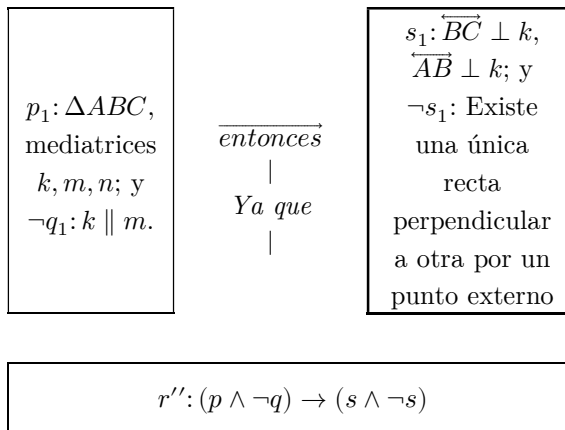 p₁: ΔABC,
mediatrices
k, m, n; y
¬q₁: k ∥ m.
entonces
|
Ya que
|
s₁: BC ⊥ k,
AB ⊥ k; y
¬s₁: Existe
una única
recta
perpendicular
a otra por un
punto externo
r′′: (p ∧ ¬q) → (s ∧ ¬s)